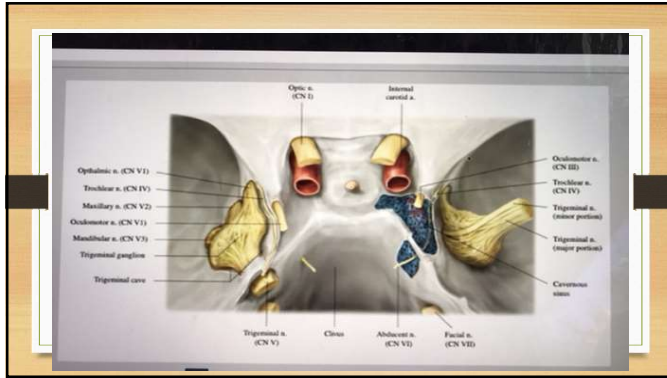 Optic n.
(CN I)
Internal
carotid a.
Opthalmic n. (CN V1)
Trochlear n. (CN IV)
Maxillary n. (CN V2)
Oculomotor n. (CN V1)
Mandibular n. (CN V3)
Trigeminal ganglion
Trigeminal cave
Oculomotor n.
(CN III)
Trochlear n.
(CN IV)
Trigeminal n.
(minor portion)
Trigeminal n.
(major portion)
Cavernous
sinus
Trigeminal n.
(CN V)
Clivus
Abducent n.
(CN VI)
Facial n.
(CN VII)